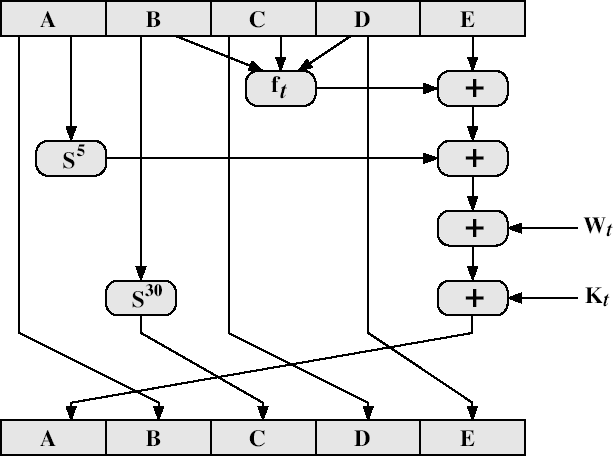 A B C D E
ft +
S5 +
+ Wt
S30 + Kt
A B C D E